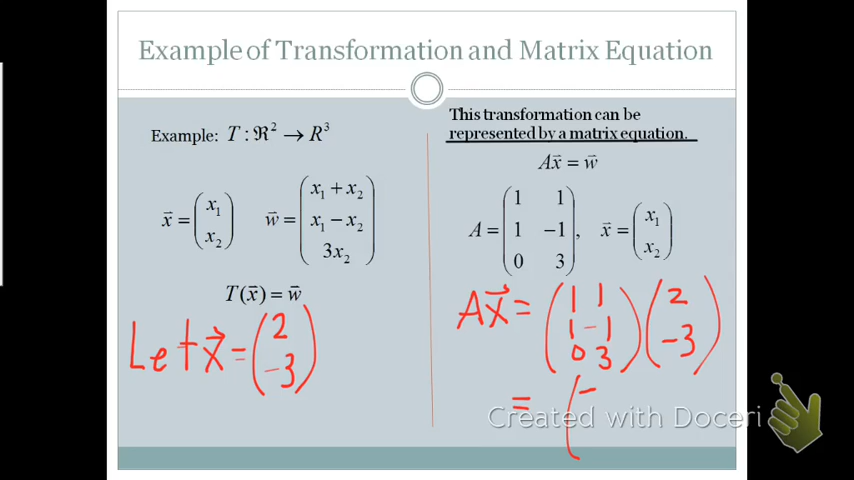 Example of Transformation and Matrix Equation
Example: T : ℜ² → R³
x⃗ = (x₁
x₂)
w⃗ = (x₁ + x₂
x₁ − x₂
3x₂)
T(x⃗) = w⃗
Let x⃗ = (2
-3)
This transformation can be
represented by a matrix equation.
Ax⃗ = w⃗
A = (1 1
1 −1
0 3), x⃗ = (x₁
x₂)
Ax⃗ = (1 1
1 -1
0 3) (2
-3)
= (-
Created with Doceri